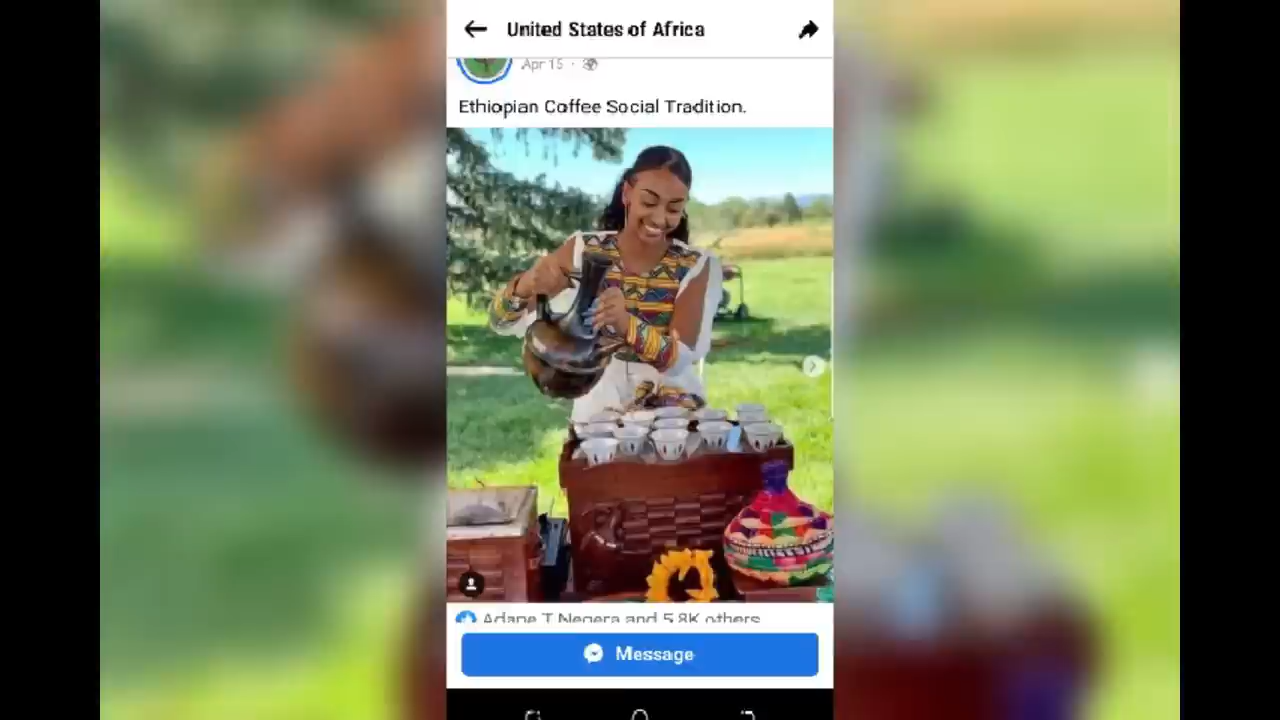 United States of Africa
Apr 15 ·
Ethiopian Coffee Social Tradition.
Adane T Negera and 5.8K others
Message